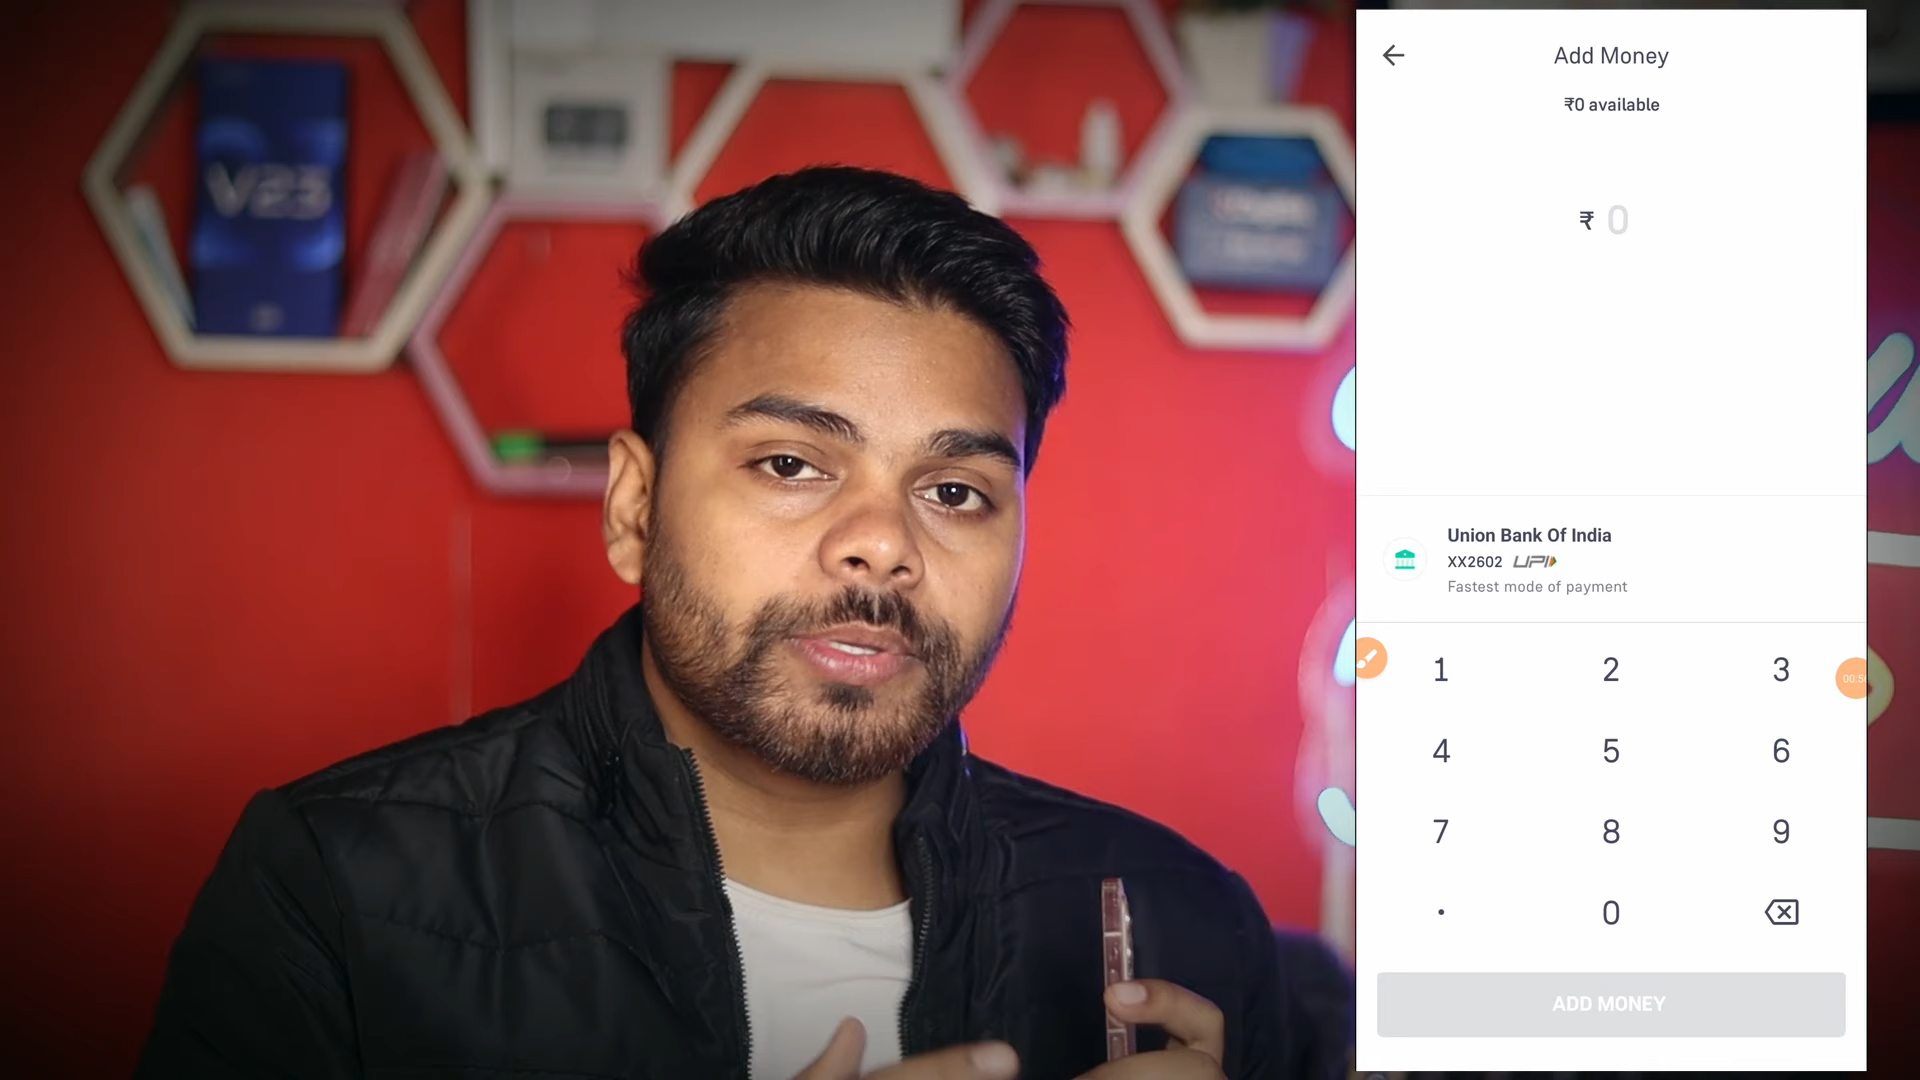 V23
Add Money
₹0 available
₹ 0
Union Bank Of India
XX2602 UPI
Fastest mode of payment
1 2 3
4 5 6
7 8 9
. 0
ADD MONEY